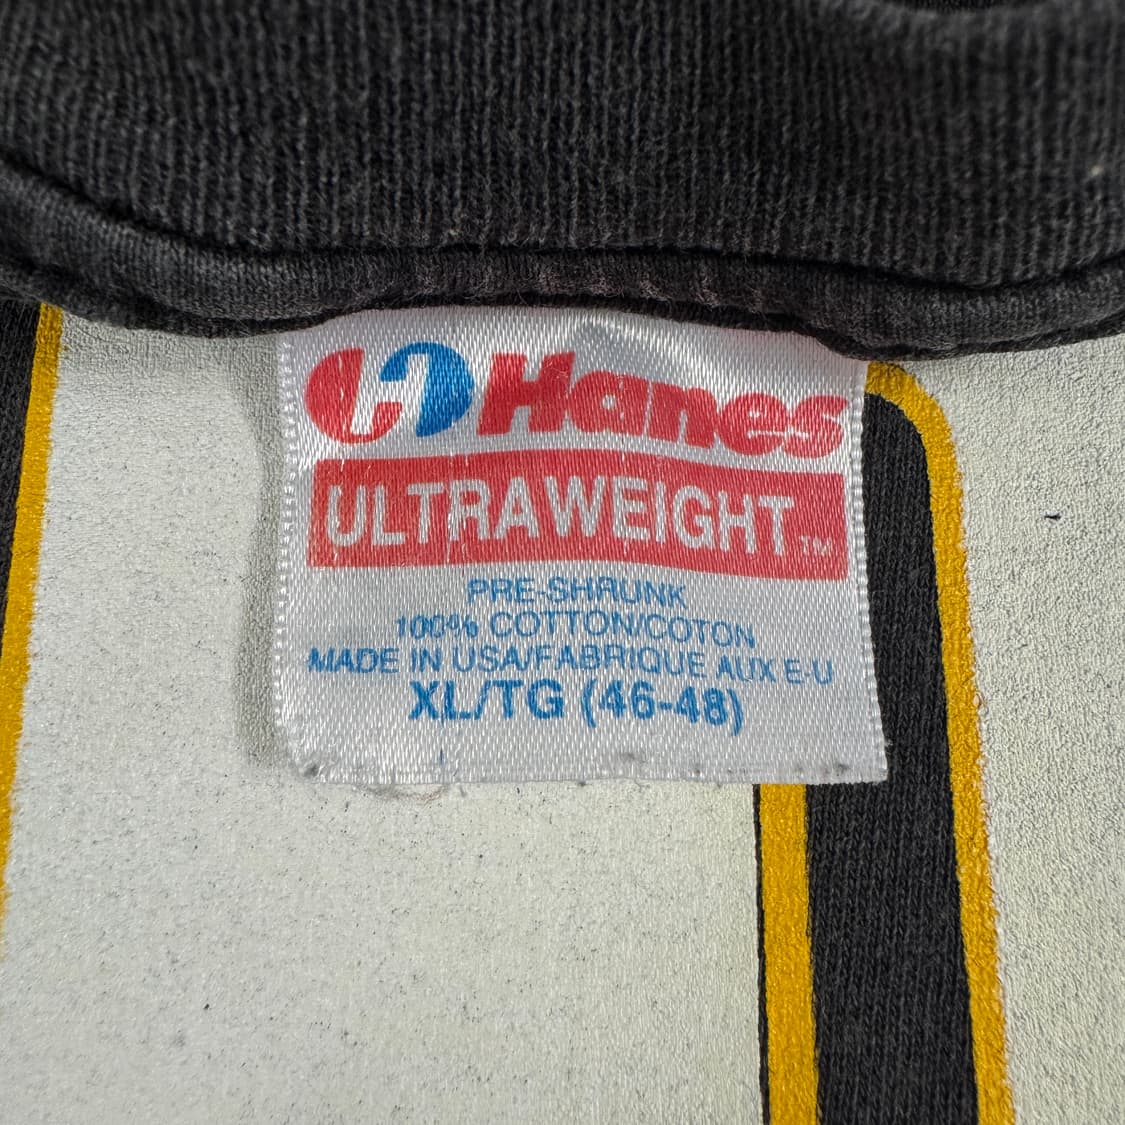 Hanes
ULTRAWEIGHT™
PRE-SHRUNK
100% COTTON/COTON
MADE IN USA/FABRIQUE AUX E-U
XL/TG (46-48)